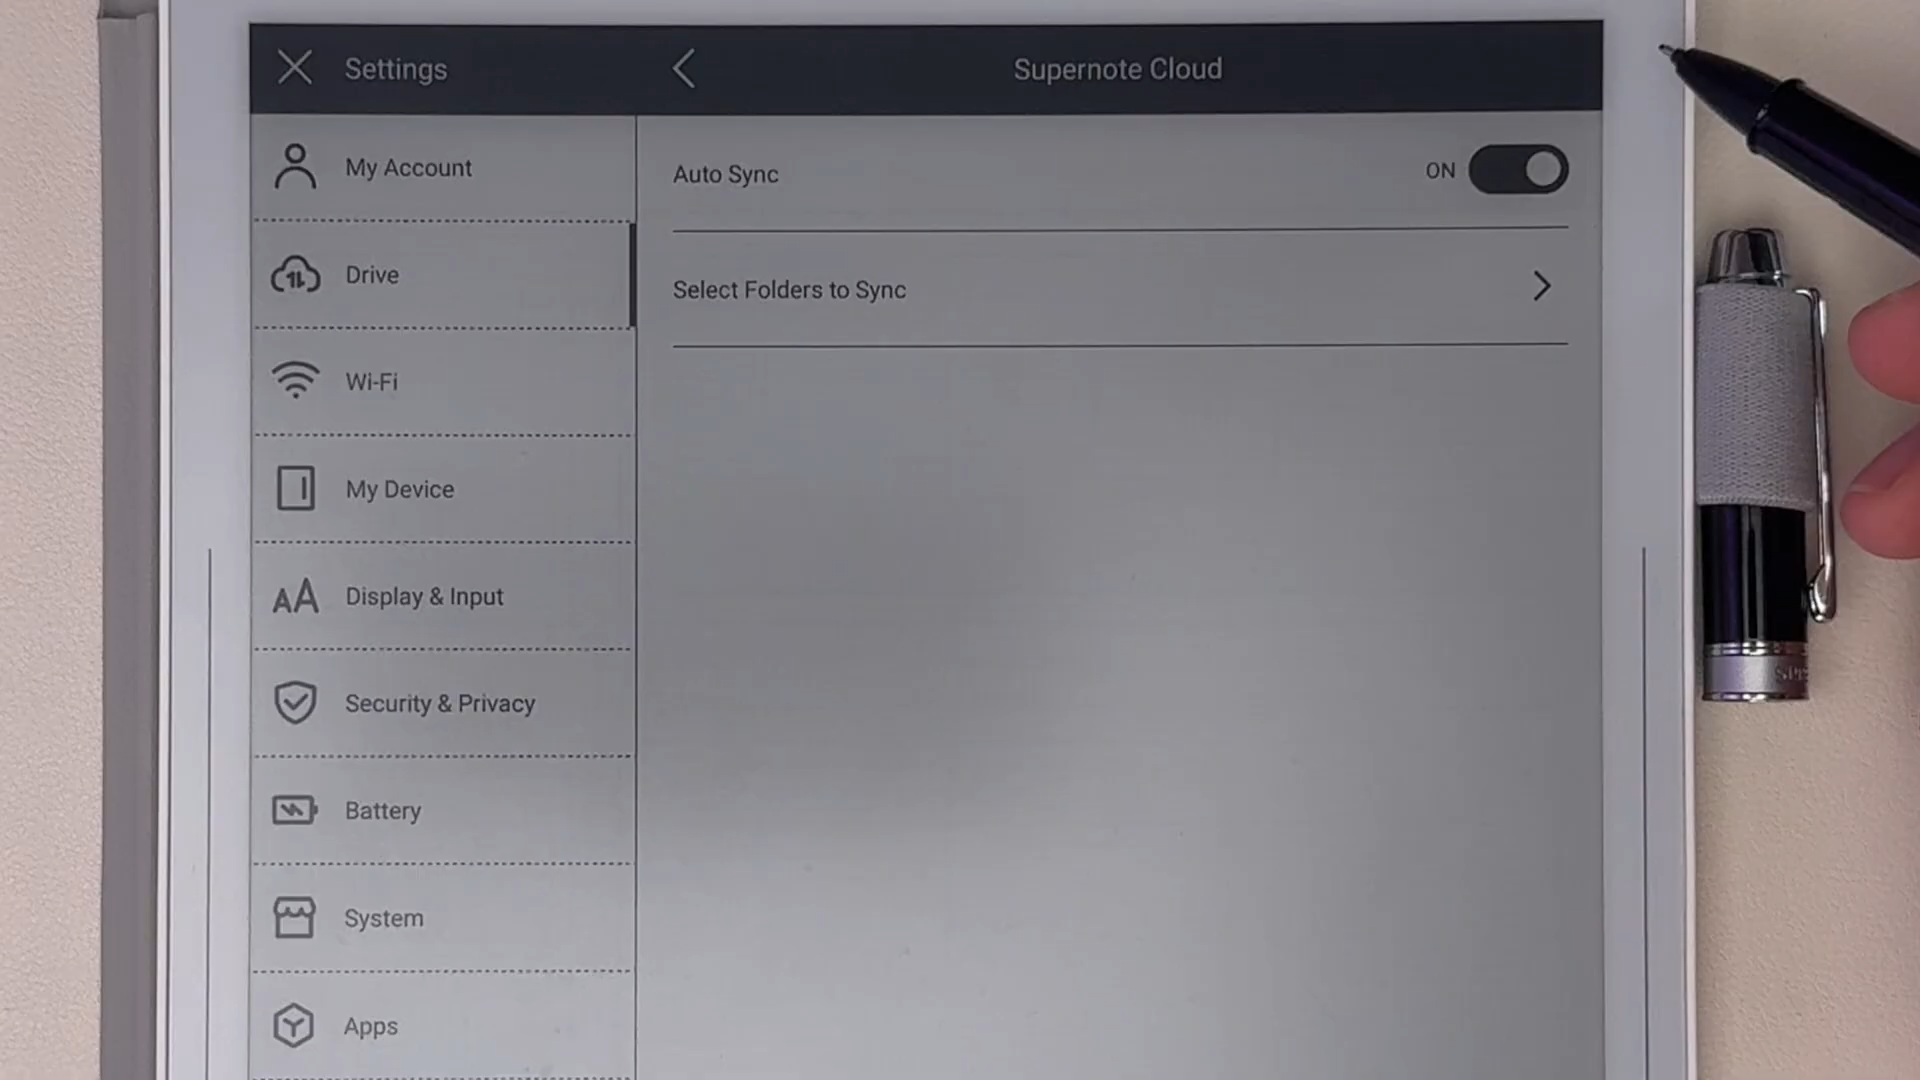 Settings
Supernote Cloud
My Account
Drive
Wi-Fi
My Device
Display & Input
Security & Privacy
Battery
System
Apps
Auto Sync
ON
Select Folders to Sync